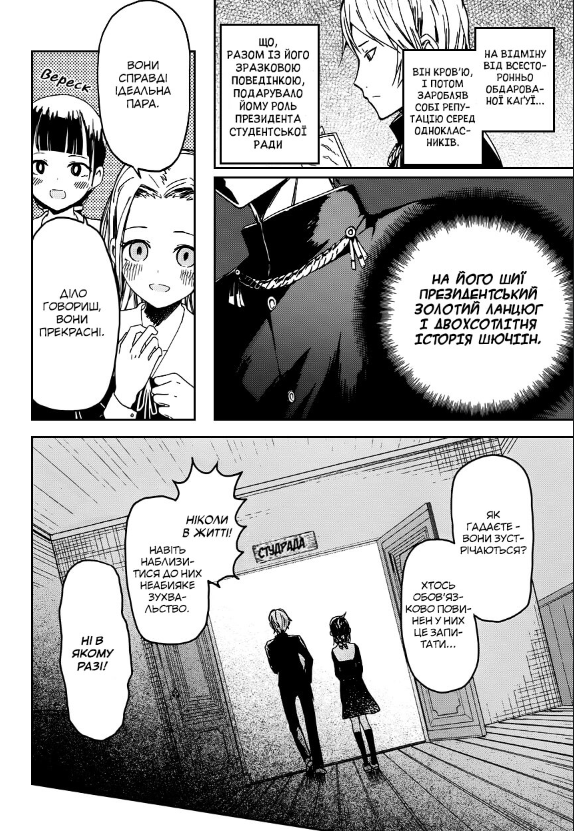 НА ВІДМІНУ
ВІД ВСЕСТО-
РОННЬО
ОБДАРОВА-
НОЇ КАҐУЇ...
ВІН КРОВ'Ю,
І ПОТОМ
ЗАРОБЛЯВ
СОБІ РЕПУ-
ТАЦІЮ СЕРЕД
ОДНОКЛАС-
НИКІВ.
ЩО,
РАЗОМ ІЗ ЙОГО
ЗРАЗКОВОЮ
ПОВЕДІНКОЮ,
ПОДАРУВАЛО
ЙОМУ РОЛЬ
ПРЕЗИДЕНТА
СТУДЕНТСЬКОЇ
РАДИ
НА ЙОГО ШИЇ
ПРЕЗИДЕНТСЬКИЙ
ЗОЛОТИЙ ЛАНЦЮГ
І ДВОХСОТЛІТНЯ
ІСТОРІЯ ШЮЧІІН.
ВОНИ
СПРАВДІ
ІДЕАЛЬНА
ПАРА.
Вереск
ДІЛО
ГОВОРИШ,
ВОНИ
ПРЕКРАСНІ.
ЯК
ГАДАЄТЕ -
ВОНИ ЗУСТ-
РІЧАЮТЬСЯ?
ХТОСЬ
ОБОВ'ЯЗ-
КОВО ПОВИ-
НЕН У НИХ
ЦЕ ЗАПИ-
ТАТИ...
СТУДРАДА
НІКОЛИ
В ЖИТТІ!
НАВІТЬ
НАБЛИЗИ-
ТИСЯ ДО НИХ
НЕАБИЯКЕ
ЗУХВА-
ЛЬСТВО.
НІ В
ЯКОМУ
РАЗІ!